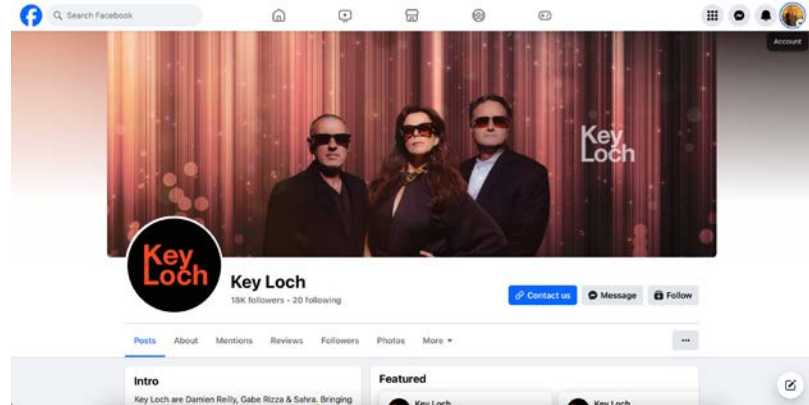 Search Facebook
Account
Key
Loch
Key
Loch
Key Loch
18K followers • 20 following
Contact us
Message
Follow
Posts
About
Mentions
Reviews
Followers
Photos
More
Intro
Key Loch are Damien Reilly, Gabe Rizza & Sahra. Bringing
Featured
Key Loch
Key Loch